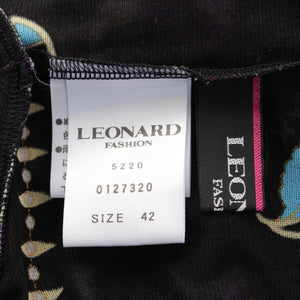 LEONARD
FASHION
5220
0127320
SIZE 42
LEON
FAS